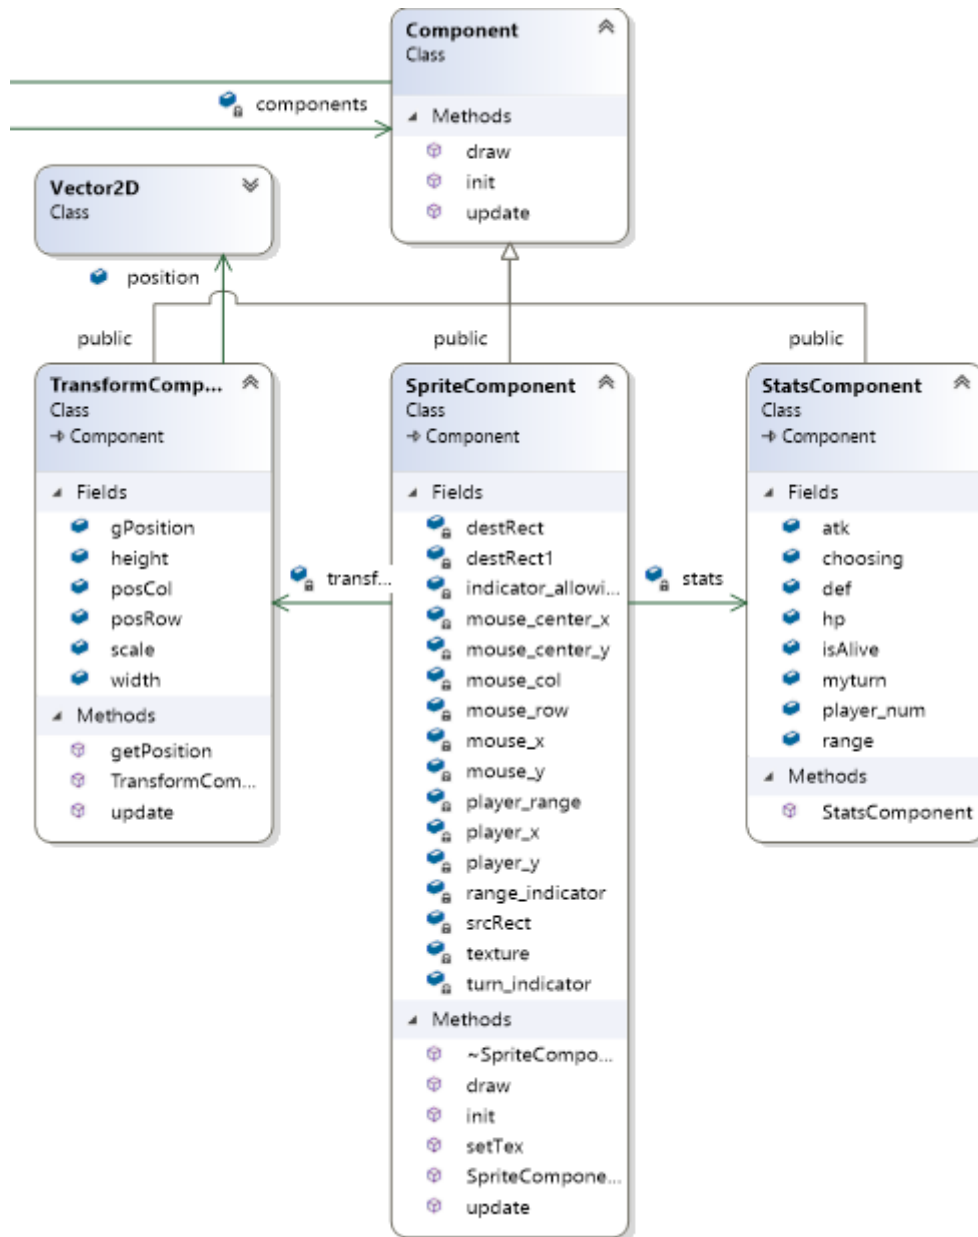 Component
Class
components
Methods
draw
init
update
Vector2D
Class
position
public
public
public
TransformComp...
Class
Component
Fields
gPosition
height
posCol
posRow
scale
width
Methods
getPosition
TransformCom...
update
transf...
SpriteComponent
Class
Component
Fields
destRect
destRect1
indicator_allowi...
mouse_center_x
mouse_center_y
mouse_col
mouse_row
mouse_x
mouse_y
player_range
player_x
player_y
range_indicator
srcRect
texture
turn_indicator
Methods
~SpriteCompo...
draw
init
setTex
SpriteCompone...
update
stats
StatsComponent
Class
Component
Fields
atk
choosing
def
hp
isAlive
myturn
player_num
range
Methods
StatsComponent